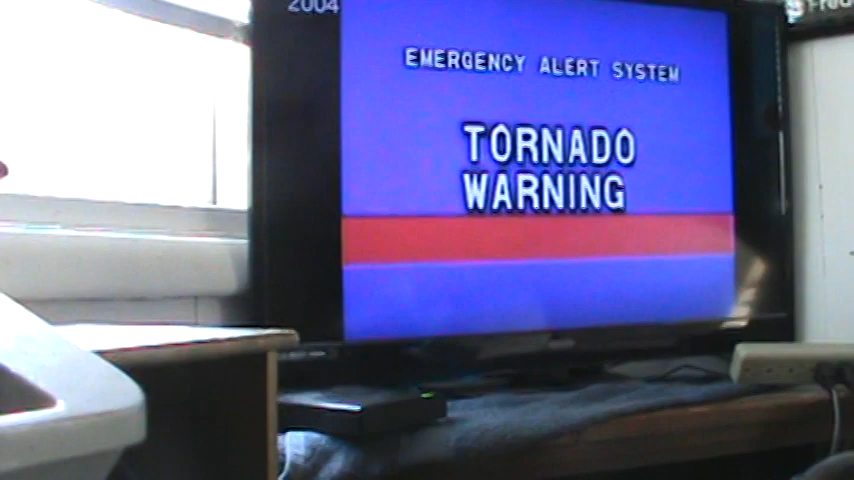 2004
EMERGENCY ALERT SYSTEM
TORNADO
WARNING